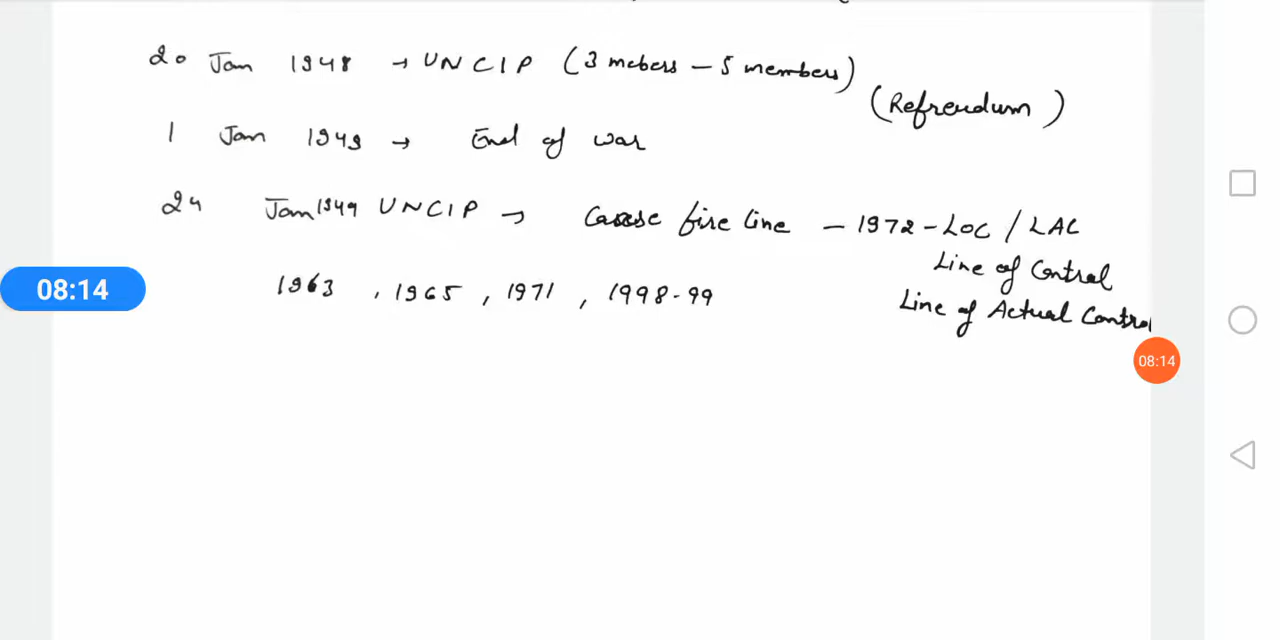 20 Jan 1948 → UNCIP (3 mebers - 5 members)
(Refrendum)
1 Jan 1949 → End of war
24 Jan 1949 UNCIP → fire line - 1972 - LOC / LAC
Line of Control
08:14
1963 , 1965 , 1971 , 1998-99
Line of Actual Control
08:14